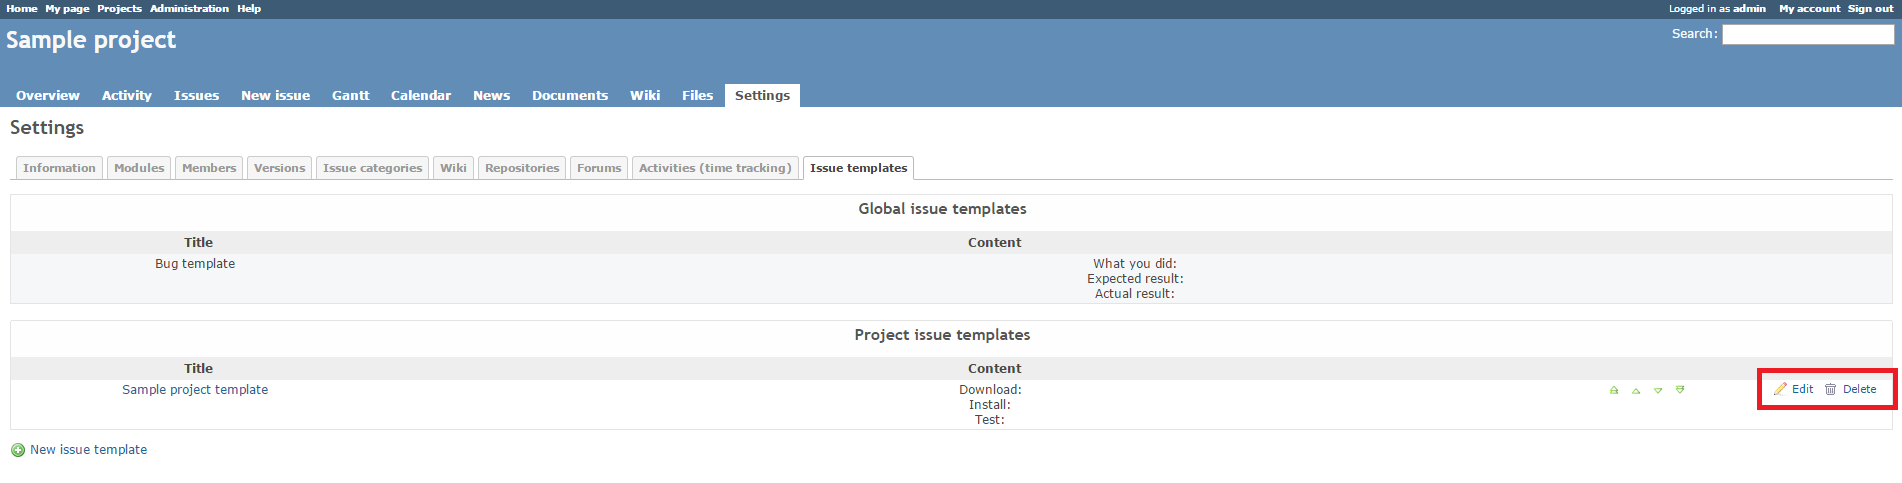 Home My page Projects Administration Help Logged in as admin My account Sign out
Sample project Search:
Overview Activity Issues New issue Gantt Calendar News Documents Wiki Files Settings
Settings
Information Modules Members Versions Issue categories Wiki Repositories Forums Activities (time tracking) Issue templates
Global issue templates
Title Content
Bug template What you did:
Expected result:
Actual result:
Project issue templates
Title Content
Sample project template Download: Edit Delete
Install:
Test:
New issue template